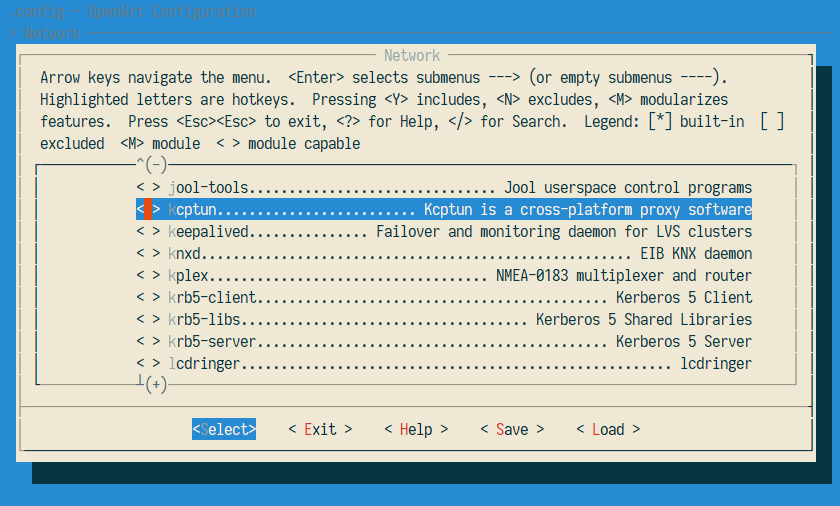 .config - OpenWrt Configuration
> Network
Network
Arrow keys navigate the menu.  <Enter> selects submenus ---> (or empty submenus ----).
Highlighted letters are hotkeys.  Pressing <Y> includes, <N> excludes, <M> modularizes
features.  Press <Esc><Esc> to exit, <?> for Help, </> for Search.  Legend: [*] built-in  [ ]
excluded  <M> module  < > module capable
^(-)
< > jool-tools............................... Jool userspace control programs
< > kcptun......................... Kcptun is a cross-platform proxy software
< > keepalived............... Failover and monitoring daemon for LVS clusters
< > knxd...................................................... EIB KNX daemon
< > kplex................................... NMEA-0183 multiplexer and router
< > krb5-client............................................ Kerberos 5 Client
< > krb5-libs.................................... Kerberos 5 Shared Libraries
< > krb5-server............................................ Kerberos 5 Server
< > lcdringer...................................................... lcdringer
┴(+)
<Select>    < Exit >    < Help >    < Save >    < Load >